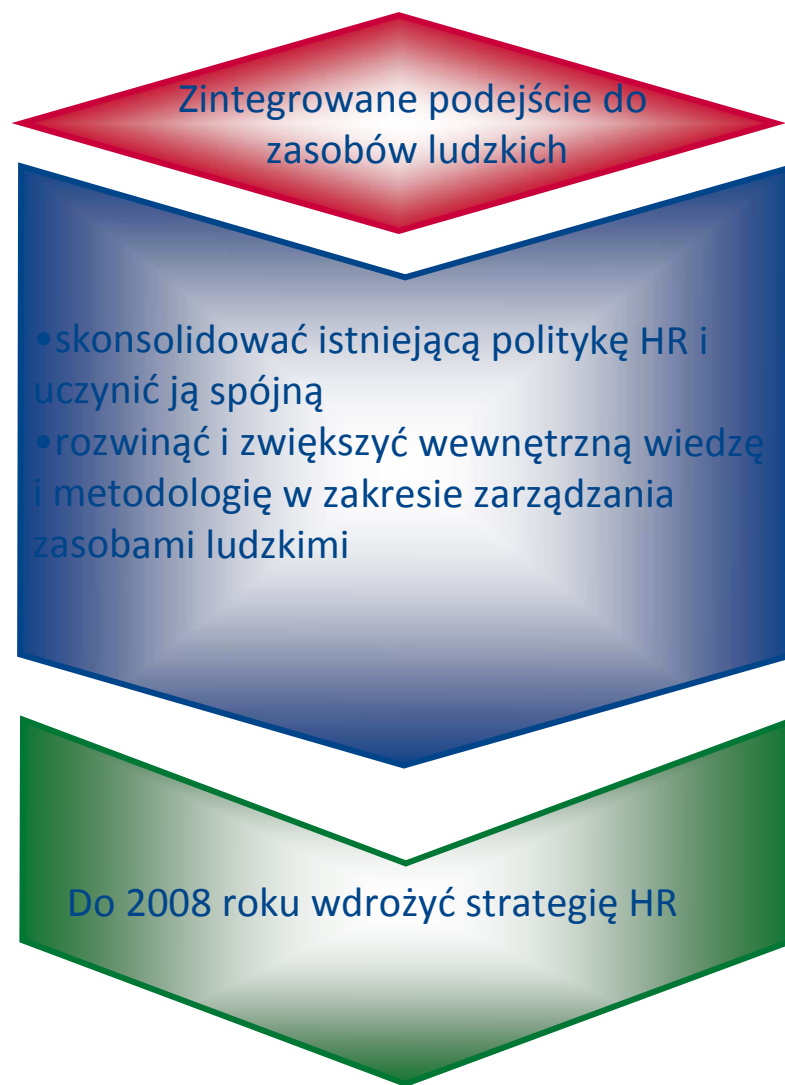 Zintegrowane podejście do
zasobów ludzkich
•skonsolidować istniejącą politykę HR i
uczynić ją spójną
•rozwinąć i zwiększyć wewnętrzną wiedzę
i metodologię w zakresie zarządzania
zasobami ludzkimi
Do 2008 roku wdrożyć strategię HR